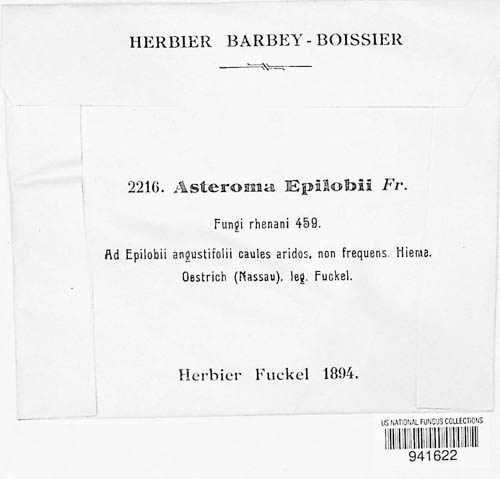 HERBIER BARBEY-BOISSIER
2216. Asteroma Epilobii Fr.
Fungi rhenani 459.
Ad Epilobii angustifolii caules aridos, non frequens. Hieme.
Oestrich (Nassau), leg. Fuckel.
Herbier Fuckel 1894.
US NATIONAL FUNGUS COLLECTIONS
941622